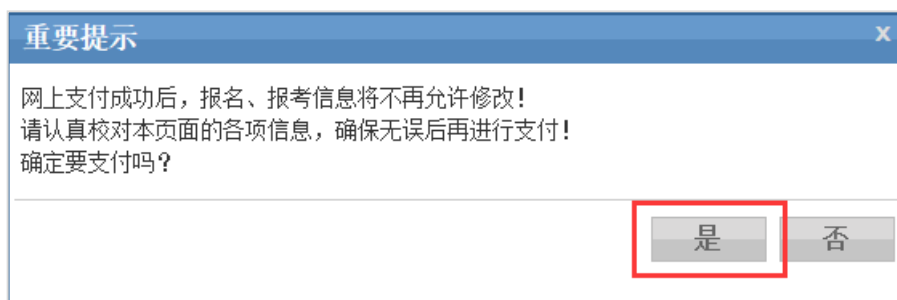 重要提示 x
网上支付成功后，报名、报考信息将不再允许修改！
请认真校对本页面的各项信息，确保无误后再进行支付！
确定要支付吗？
是 否